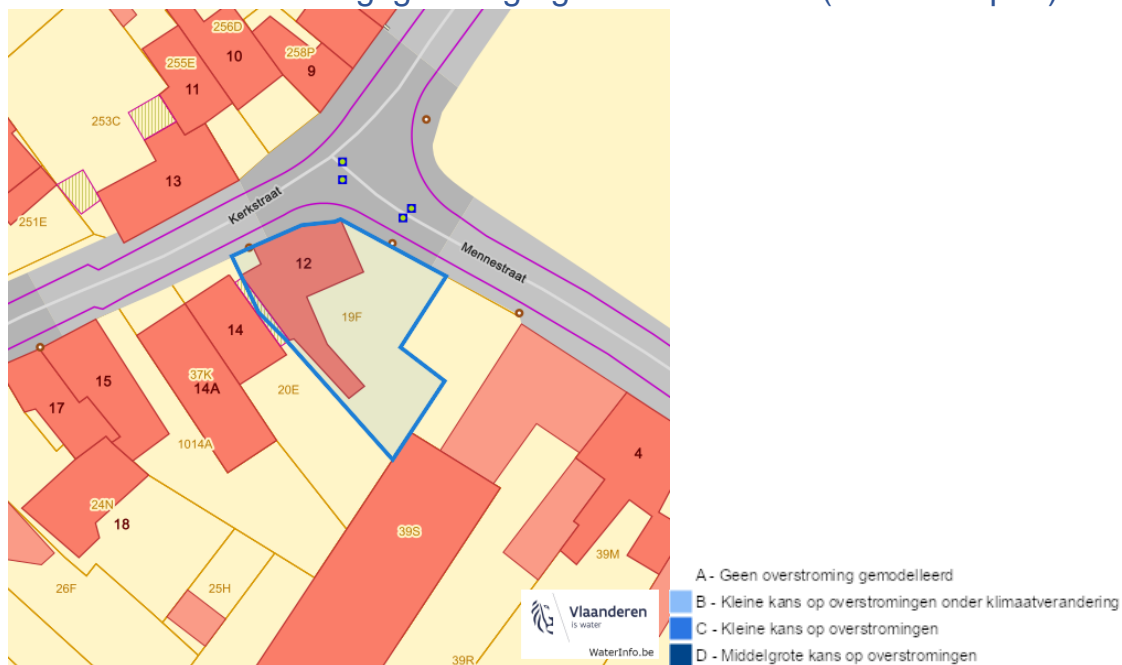 256D
10
258P
9
255E
11
253C
13
251E
Kerkstraat
Mennestraat
12
19F
14
37K
14A
20E
15
17
1014A
4
24N
18
39S
39M
25H
26F
39R
Vlaanderen
is water
WaterInfo.be
A - Geen overstroming gemodelleerd
B - Kleine kans op overstromingen onder klimaatverandering
C - Kleine kans op overstromingen
D - Middelgrote kans op overstromingen